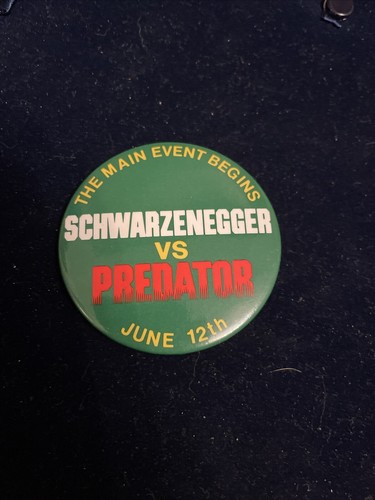 THE MAIN EVENT BEGINS
SCHWARZENEGGER
VS
PREDATOR
JUNE 12th